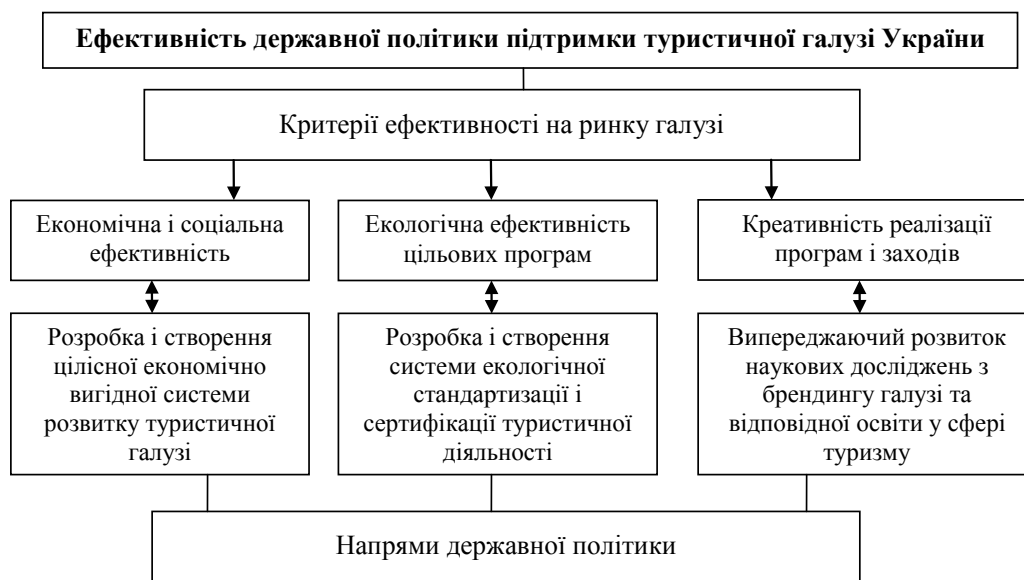 Ефективність державної політики підтримки туристичної галузі України
Критерії ефективності на ринку галузі
Економічна і соціальна
ефективність
Екологічна ефективність
цільових програм
Креативність реалізації
програм і заходів
Розробка і створення
цілісної економічно
вигідної системи
розвитку туристичної
галузі
Розробка і створення
системи екологічної
стандартизації і
сертифікації туристичної
діяльності
Випереджаючий розвиток
наукових досліджень з
брендингу галузі та
відповідної освіти у сфері
туризму
Напрями державної політики